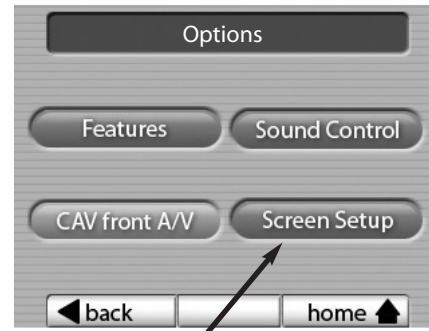 Options
Features Sound Control
CAV front A/V Screen Setup
back home